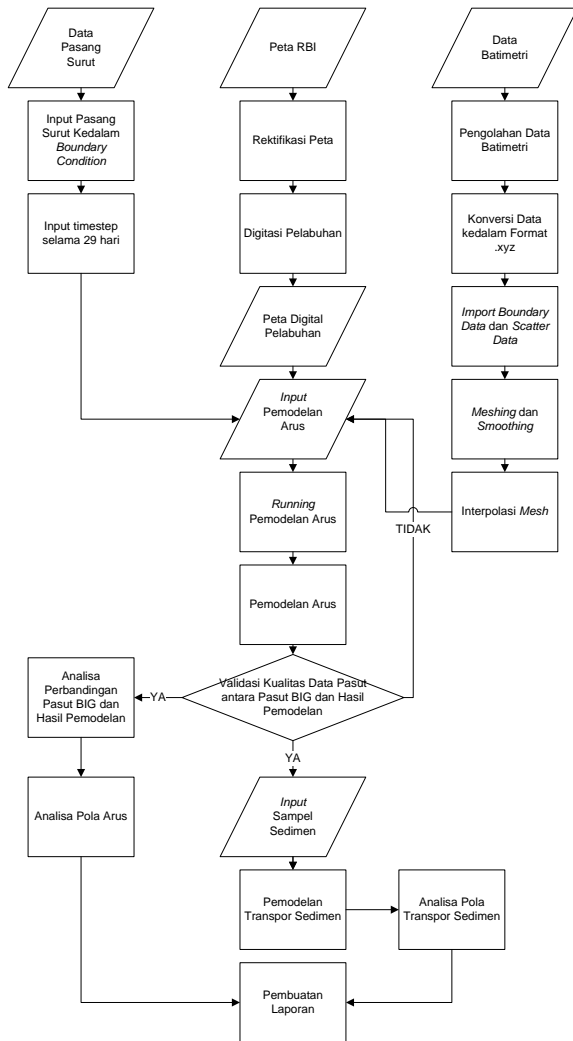 Data
Pasang
Surut
Peta RBI
Data
Batimetri
Input Pasang
Surut Kedalam
Boundary
Condition
Rektifikasi Peta
Pengolahan Data
Batimetri
Input timestep
selama 29 hari
Digitasi Pelabuhan
Konversi Data
kedalam Format
.xyz
Peta Digital
Pelabuhan
Import Boundary
Data dan Scatter
Data
Input
Pemodelan
Arus
Meshing dan
Smoothing
Running
Pemodelan Arus
Interpolasi Mesh
TIDAK
Pemodelan Arus
Analisa
Perbandingan
Pasut BIG dan
Hasil Pemodelan
YA
Validasi Kualitas Data Pasut
antara Pasut BIG dan Hasil
Pemodelan
YA
Analisa Pola Arus
Input
Sampel
Sedimen
Pemodelan
Transpor Sedimen
Analisa Pola
Transpor Sedimen
Pembuatan
Laporan